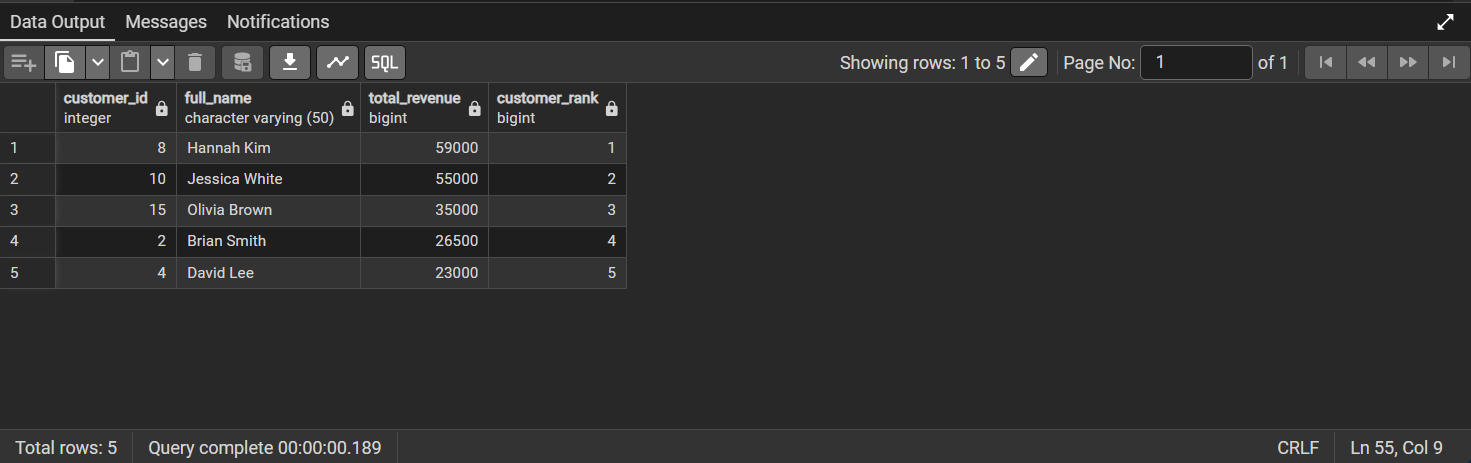 Data Output Messages Notifications
SQL Showing rows: 1 to 5 Page No: 1 of 1
customer_id full_name total_revenue customer_rank
integer character varying (50) bigint bigint
1 8 Hannah Kim 59000 1
2 10 Jessica White 55000 2
3 15 Olivia Brown 35000 3
4 2 Brian Smith 26500 4
5 4 David Lee 23000 5
Total rows: 5 Query complete 00:00:00.189 CRLF Ln 55, Col 9